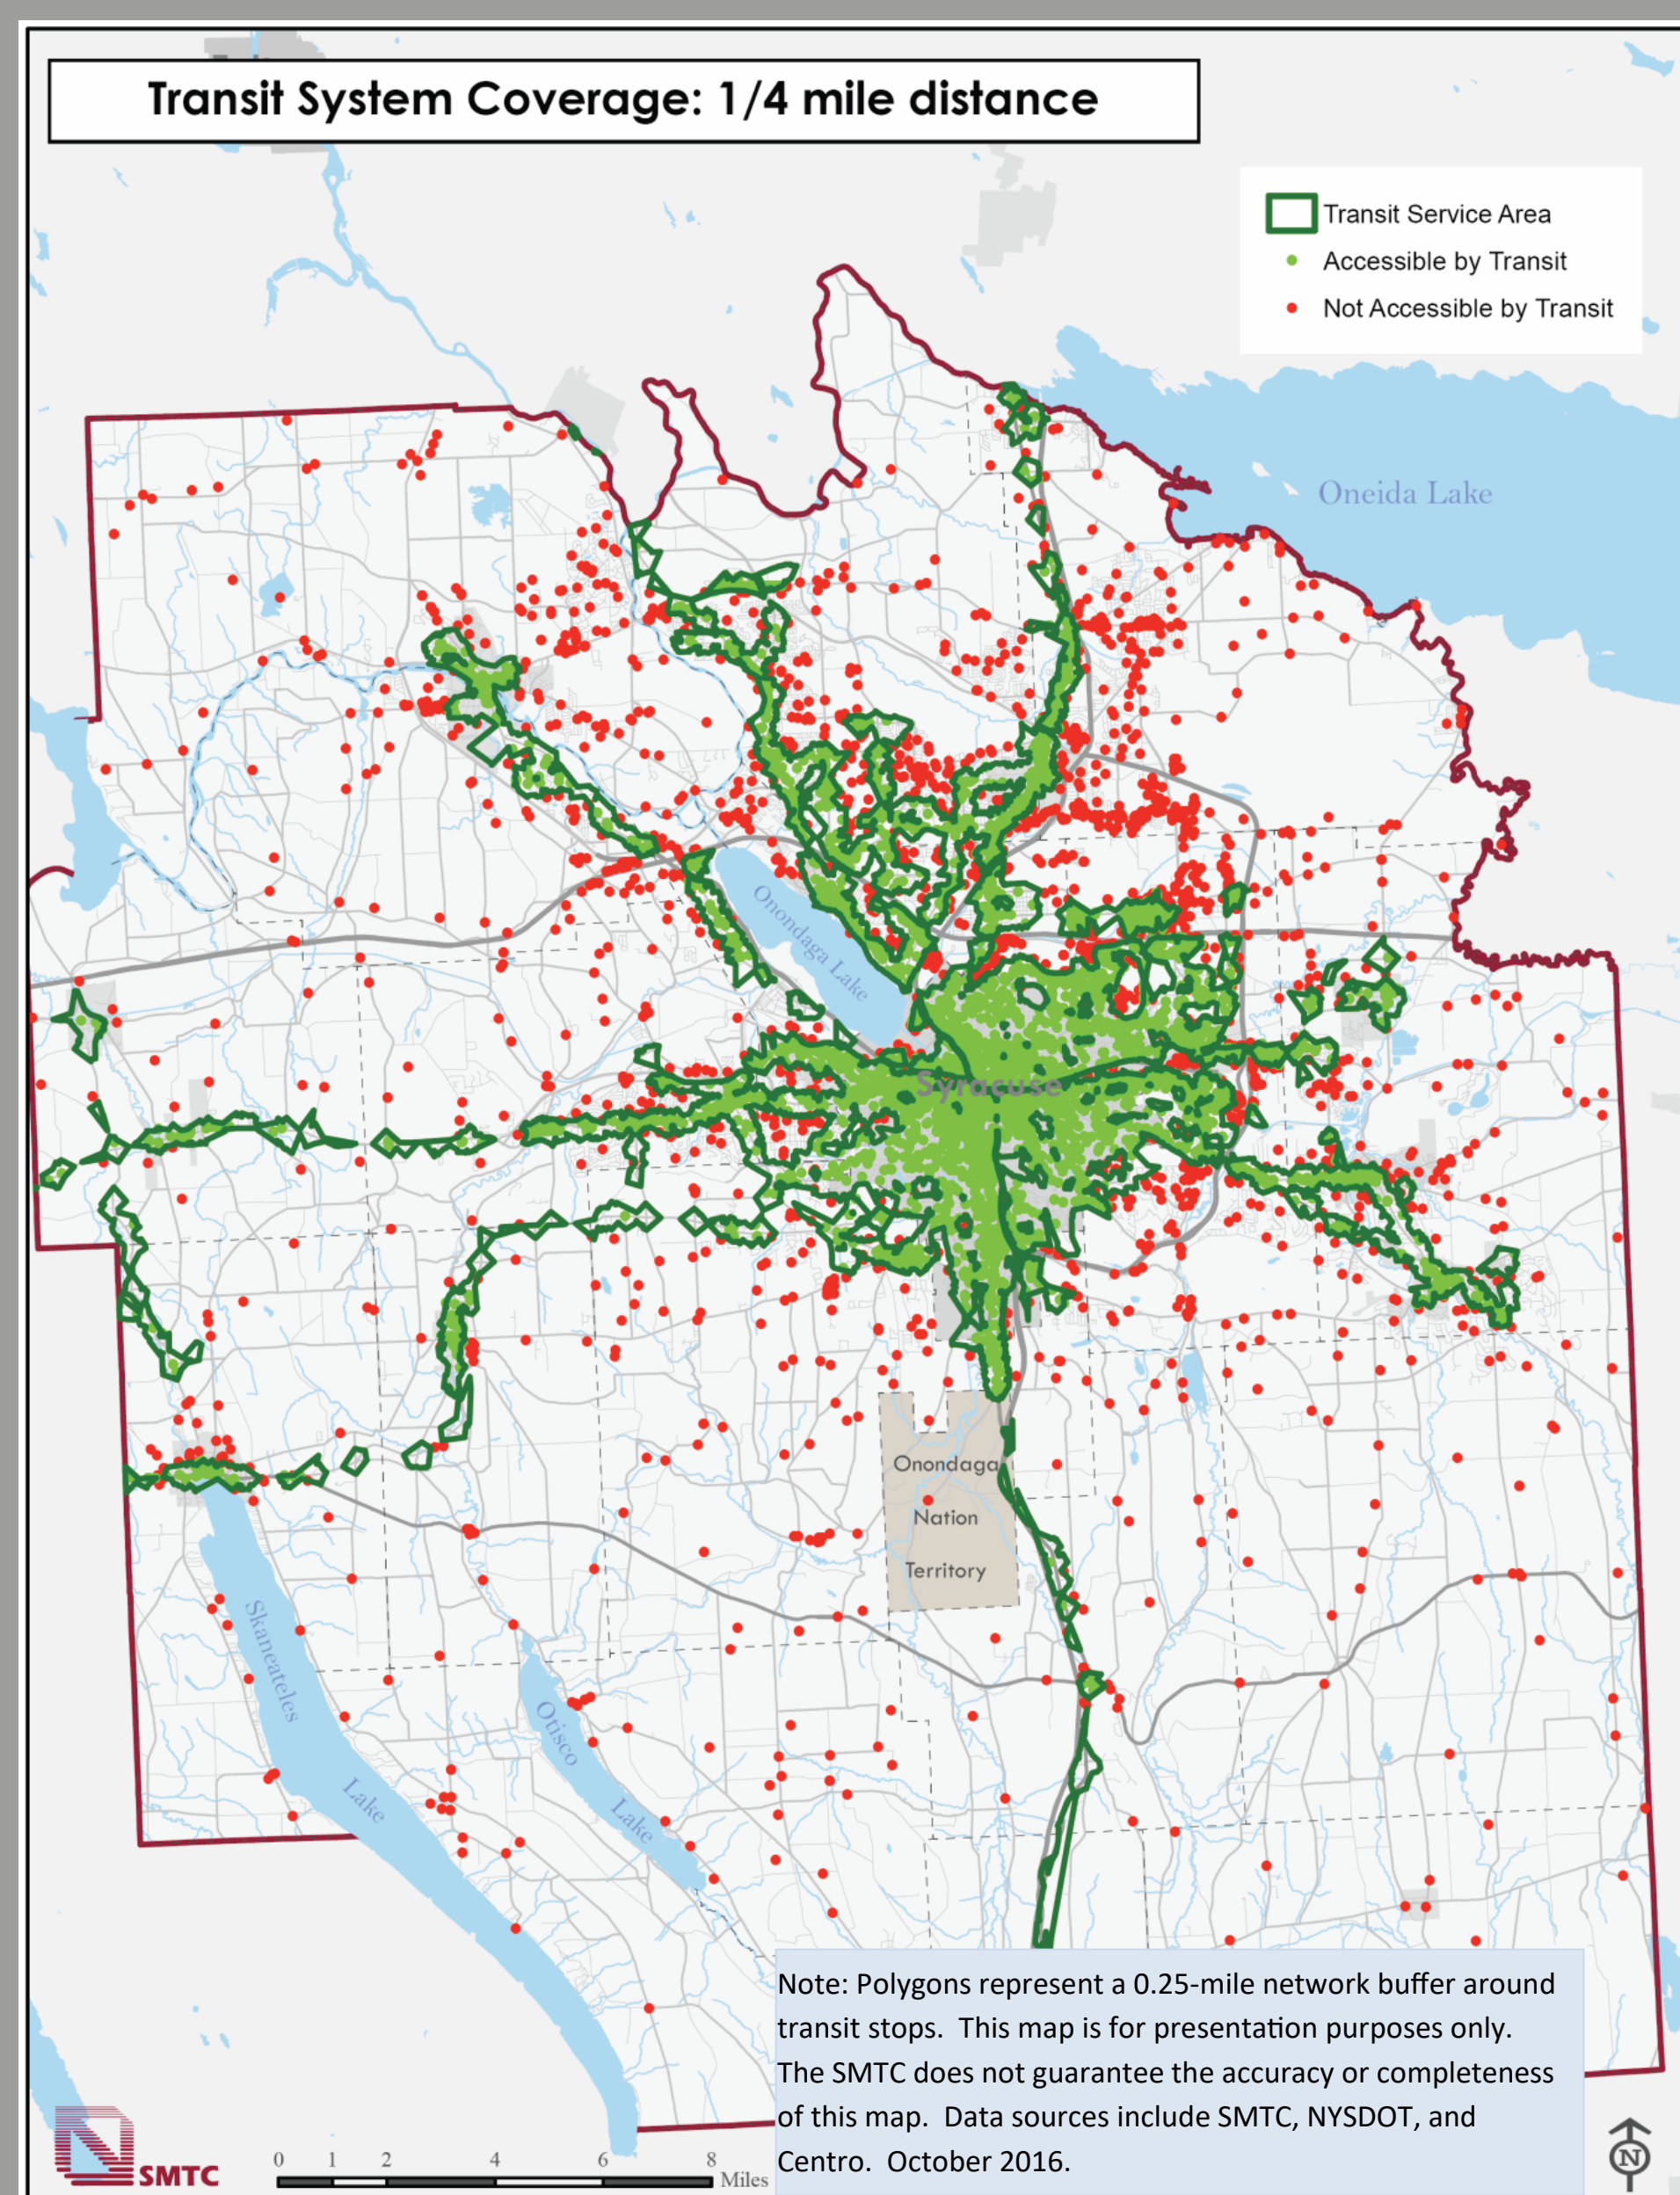 Transit System Coverage: 1/4 mile distance
Transit Service Area
Accessible by Transit
Not Accessible by Transit
Oneida Lake
Onondaga Lake
Syracuse
Onondaga
Nation
Territory
Skaneateles
Lake
Otisco
Lake
Note: Polygons represent a 0.25-mile network buffer around
transit stops.  This map is for presentation purposes only.
The SMTC does not guarantee the accuracy or completeness
of this map.  Data sources include SMTC, NYSDOT, and
Centro.  October 2016.
SMTC
0 1 2 4 6 8
Miles
N